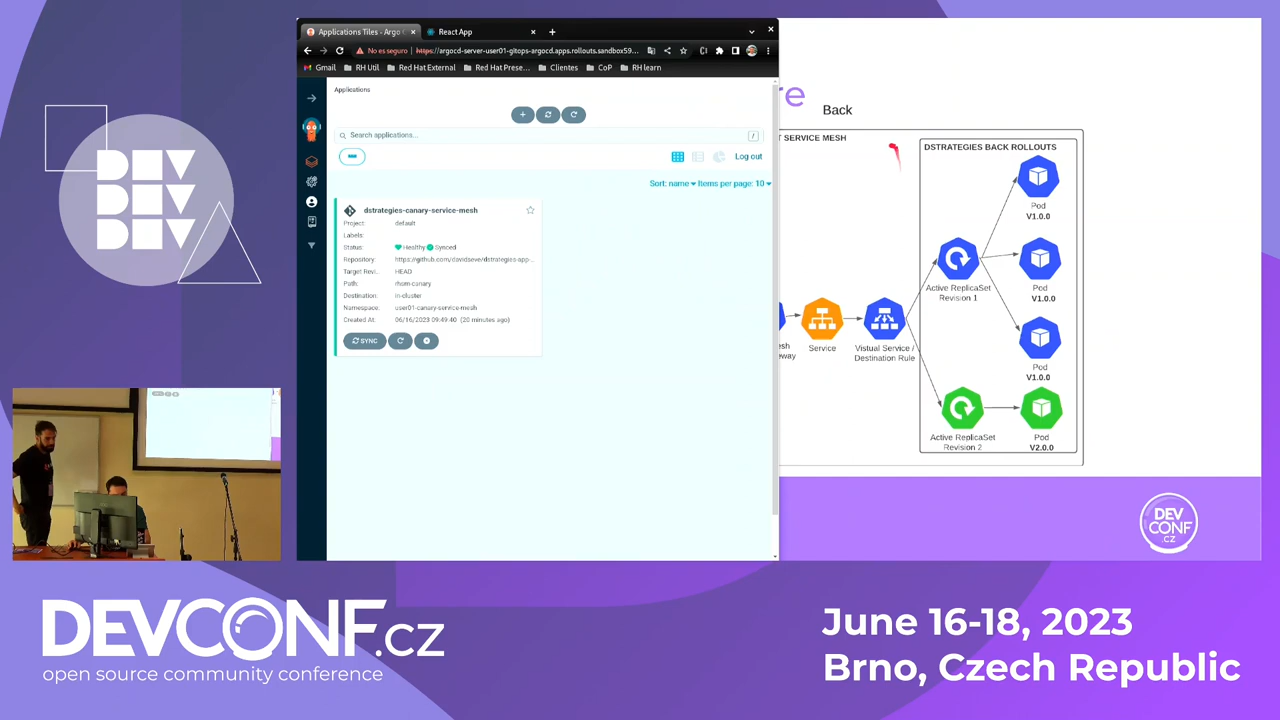 DEV
DEV
DEV
Applications Tiles - Argo
React App
No es seguro
https://argocd-server-user01-gitops-argocd.apps.rollouts.sandbox59...
Gmail
RH Util
Red Hat External
Red Hat Prese...
Clientes
CoP
RH learn
Applications
Search applications...
/
Log out
Sort: name
Items per page: 10
dstrategies-canary-service-mesh
Project: default
Labels:
Status: Healthy Synced
Repository: https://github.com/davidseve/dstrategies-app-...
Target Revi... HEAD
Path: rhom-canary
Destination: in-cluster
Namespace: user01-canary-service-mesh
Created At: 06/16/2023 09:49:40 (20 minutes ago)
SYNC
re
Back
T SERVICE MESH
DSTRATEGIES BACK ROLLOUTS
Pod
V1.0.0
Active ReplicaSet
Revision 1
Pod
V1.0.0
esh
eway
Service
Vistual Service /
Destination Rule
Pod
V1.0.0
Active ReplicaSet
Revision 2
Pod
V2.0.0
DEV
CONF
.CZ
DEVCONF.cz
open source community conference
June 16-18, 2023
Brno, Czech Republic